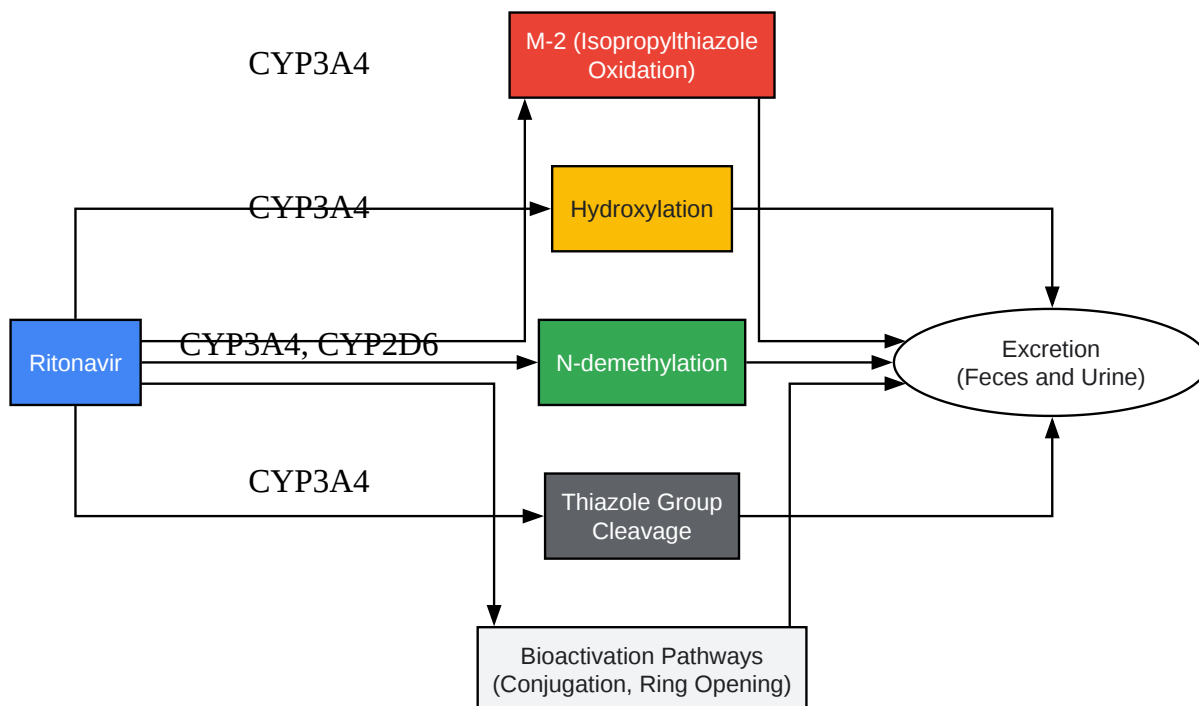 M-2 (Isopropylthiazole
Oxidation)
CYP3A4
CYP3A4
Hydroxylation
Ritonavir
CYP3A4, CYP2D6
N-demethylation
Excretion
(Feces and Urine)
CYP3A4
Thiazole Group
Cleavage
Bioactivation Pathways
(Conjugation, Ring Opening)